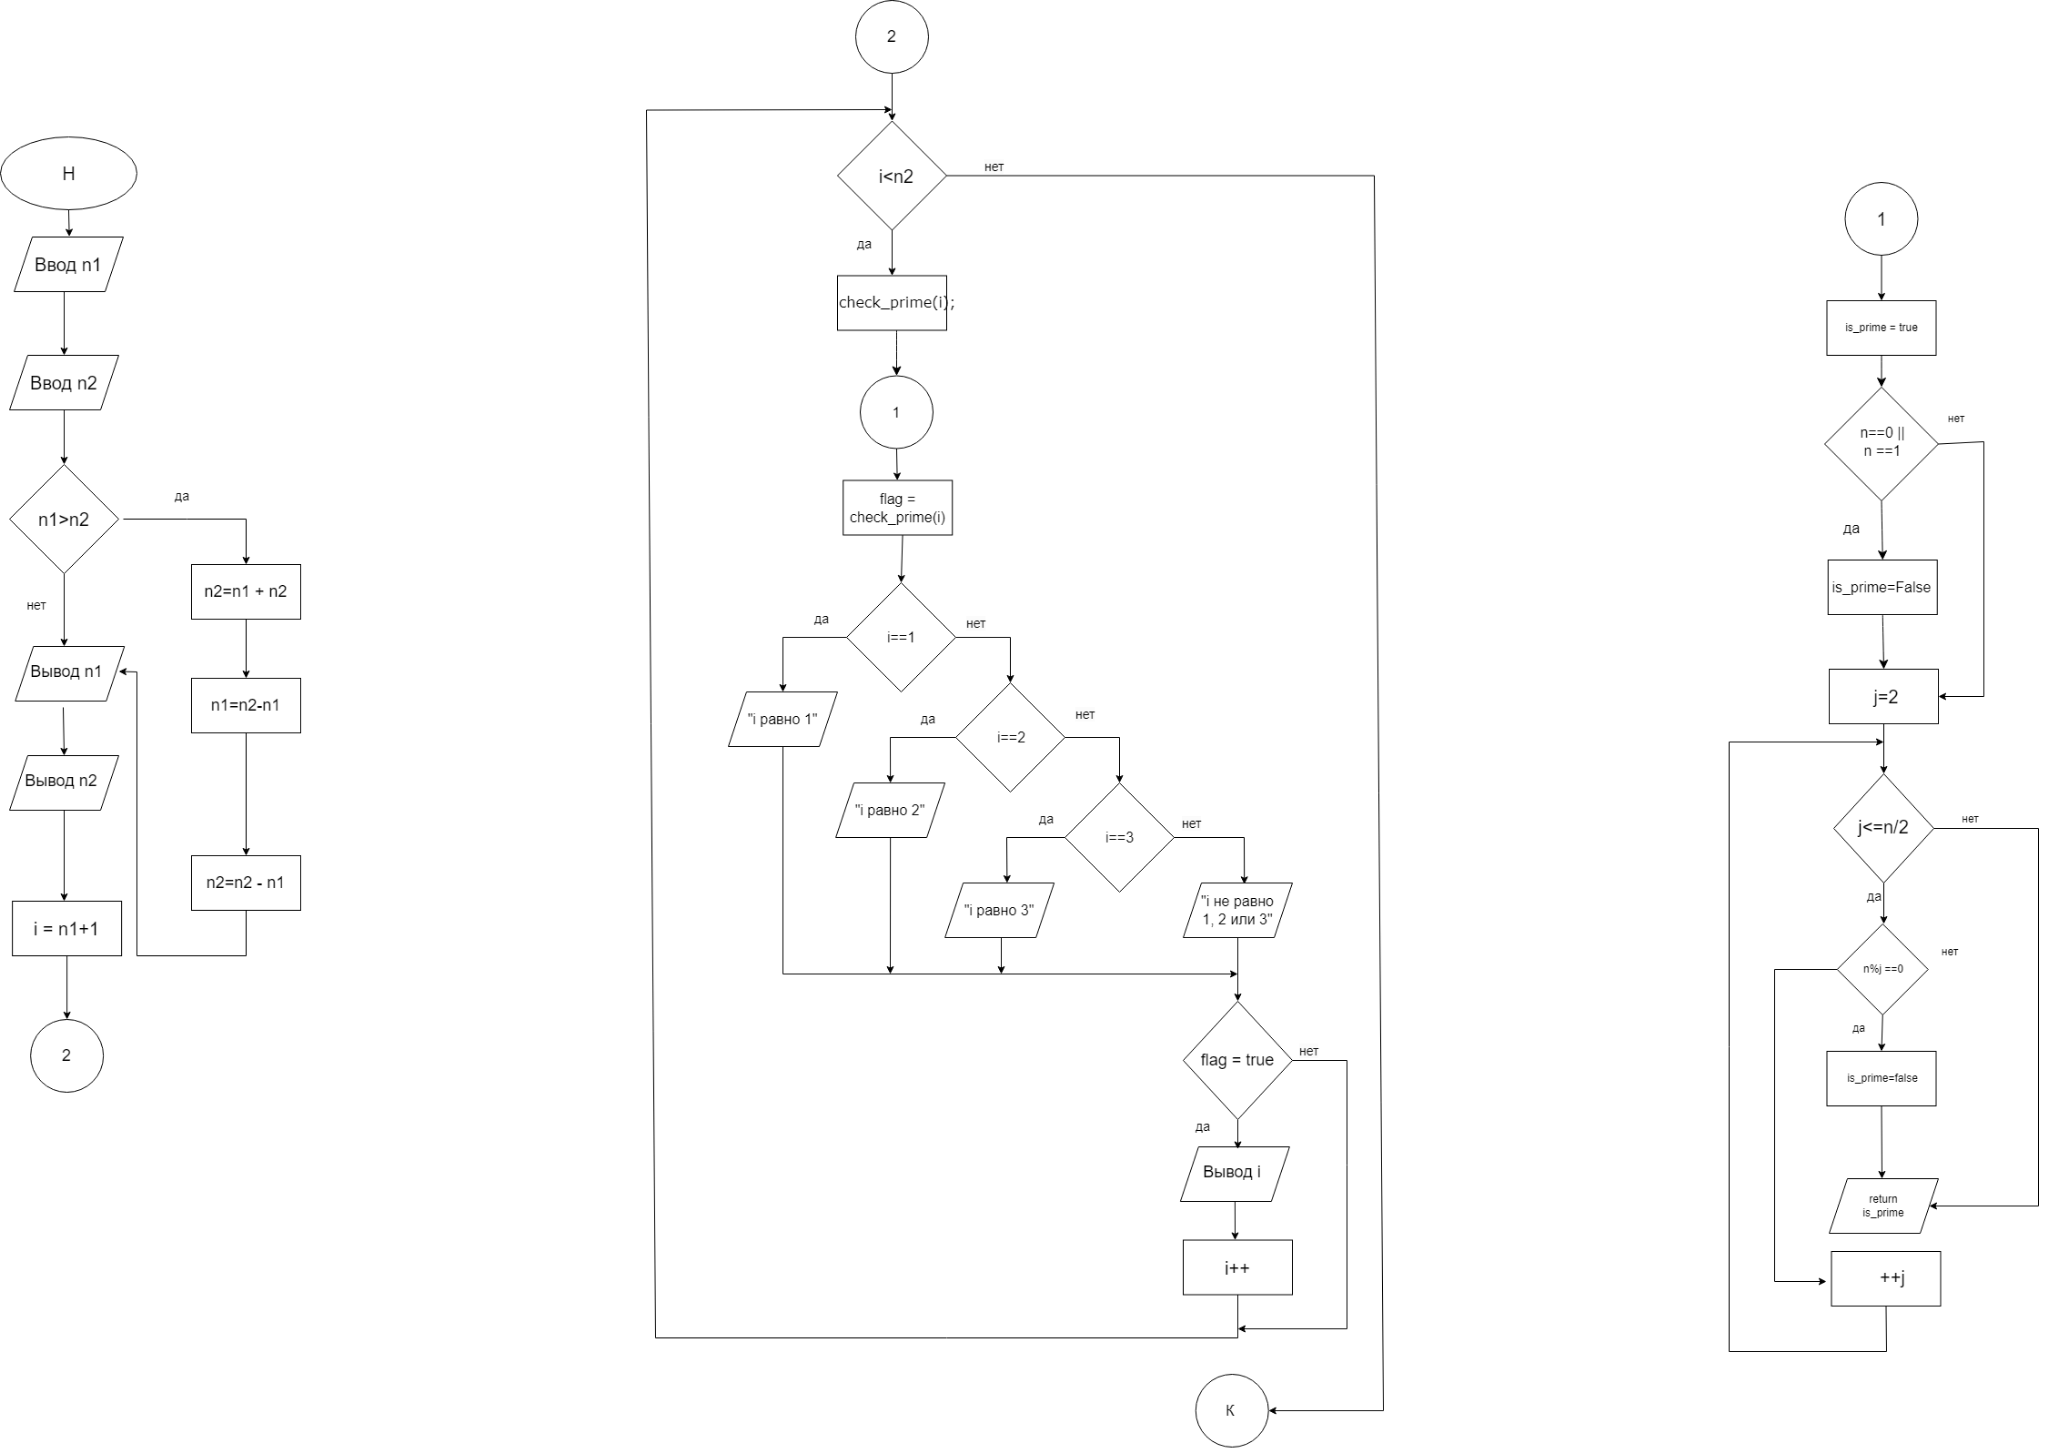 Н
Ввод n1
Ввод n2
n1>n2
да
нет
n2=n1 + n2
n1=n2-n1
n2=n2 - n1
Вывод n1
Вывод n2
i = n1+1
2
2
i<n2
нет
да
check_prime(i);
1
flag =
check_prime(i)
i==1
да
нет
"i равно 1"
i==2
да
нет
"i равно 2"
i==3
да
нет
"i равно 3"
"i не равно
1, 2 или 3"
flag = true
нет
да
Вывод i
i++
К
1
is_prime = true
n==0 ||
n ==1
нет
да
is_prime=False
j=2
j<=n/2
нет
да
n%j ==0
нет
да
is_prime=false
return
is_prime
++j